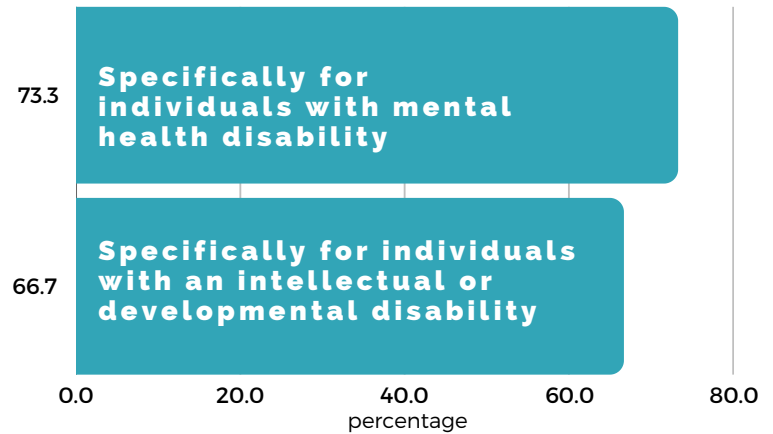 73.3
Specifically for
individuals with mental
health disability
66.7
Specifically for individuals
with an intellectual or
developmental disability
0.0 20.0 40.0 60.0 80.0
percentage